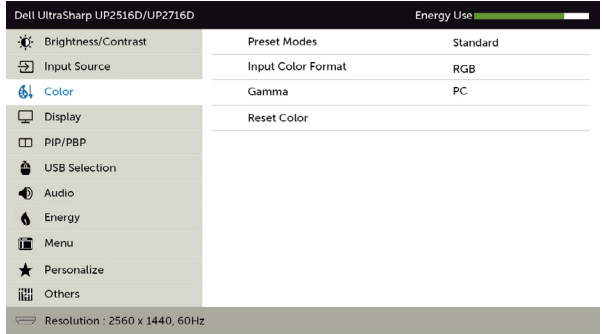 Dell UltraSharp UP2516D/UP2716D Energy Use
Brightness/Contrast Preset Modes Standard
Input Source Input Color Format RGB
Color Gamma PC
Display Reset Color
PIP/PBP
USB Selection
Audio
Energy
Menu
Personalize
Others
Resolution : 2560 x 1440, 60Hz